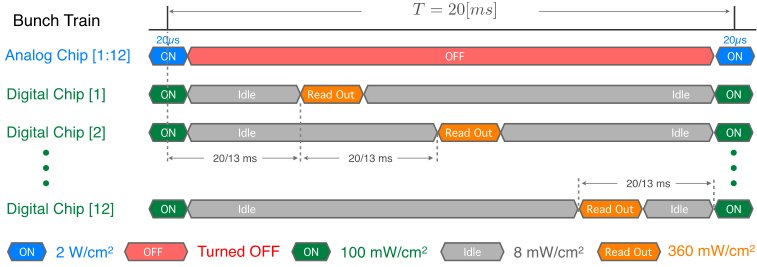 Bunch Train T = 20[ms]
20μs 20μs
Analog Chip [1:12] ON OFF ON
Digital Chip [1] ON Idle Read Out Idle ON
Digital Chip [2] ON Idle Read Out Idle ON
20/13 ms 20/13 ms
20/13 ms
Digital Chip [12] ON Idle Read Out Idle ON
ON 2 W/cm² OFF Turned OFF ON 100 mW/cm² Idle 8 mW/cm² Read Out 360 mW/cm²